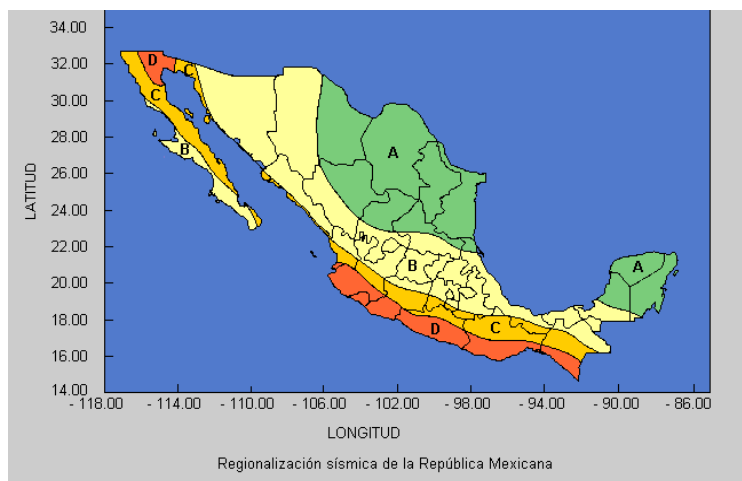 34.00
32.00
30.00
28.00
26.00
24.00
22.00
20.00
18.00
16.00
14.00
LATITUD
D
C
C
B
A
B
A
C
D
- 118.00 - 114.00 - 110.00 - 106.00 - 102.00 - 98.00 - 94.00 - 90.00 - 86.00
LONGITUD
Regionalización sísmica de la República Mexicana